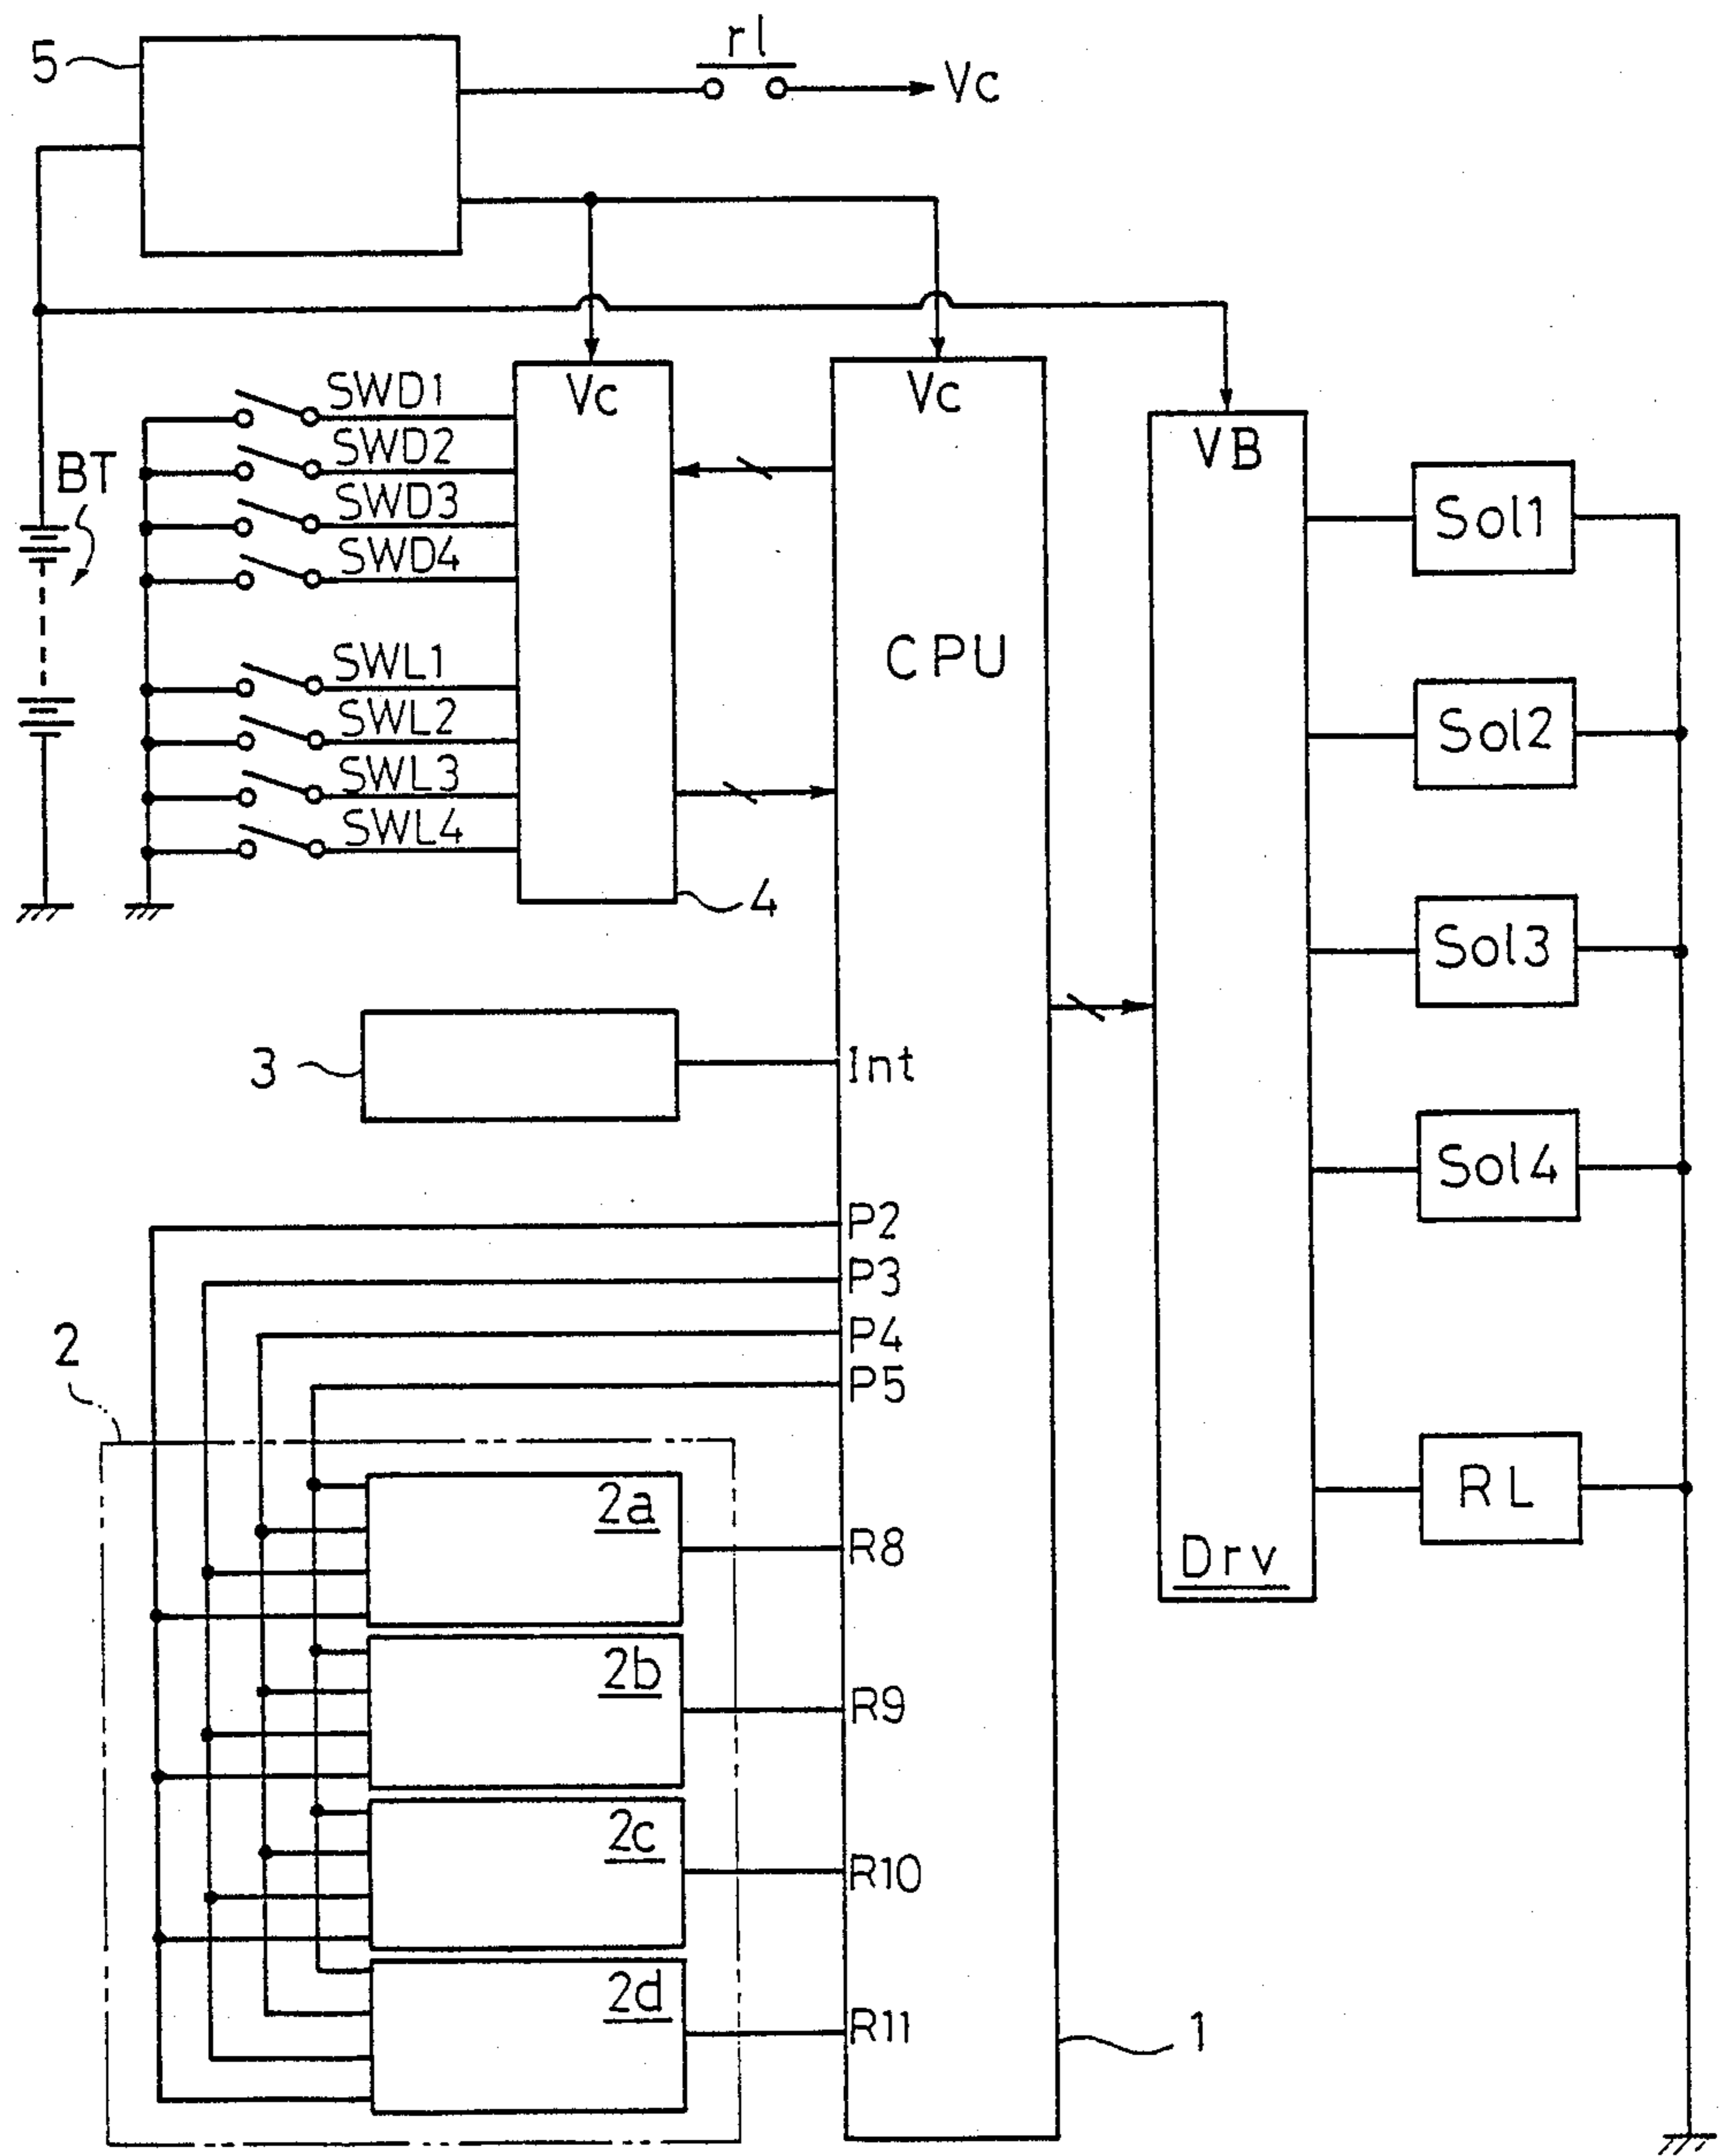 5
rl
Vc
SWD1
SWD2
SWD3
SWD4
Vc
Vc
VB
BT
Sol1
SWL1
SWL2
SWL3
SWL4
CPU
Sol2
4
Sol3
3
Int
Sol4
P2
P3
P4
P5
2
RL
2a
R8
Drv
2b
R9
2c
R10
2d
R11
1